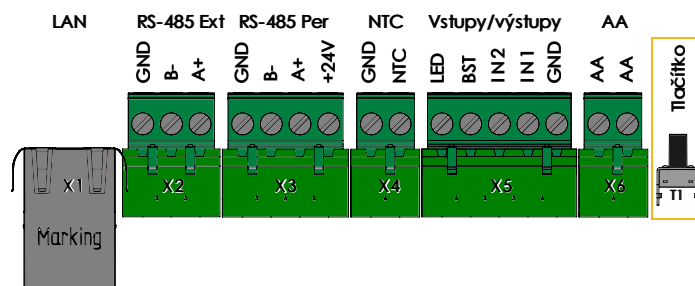 LAN RS-485 Ext RS-485 Per NTC Vstupy/výstupy AA
GND B- A+ GND B- A+ +24V GND NTC LED BST IN2 IN1 GND AA AA Tlačítko
X1 X2 X3 X4 X5 X6 T1
Marking